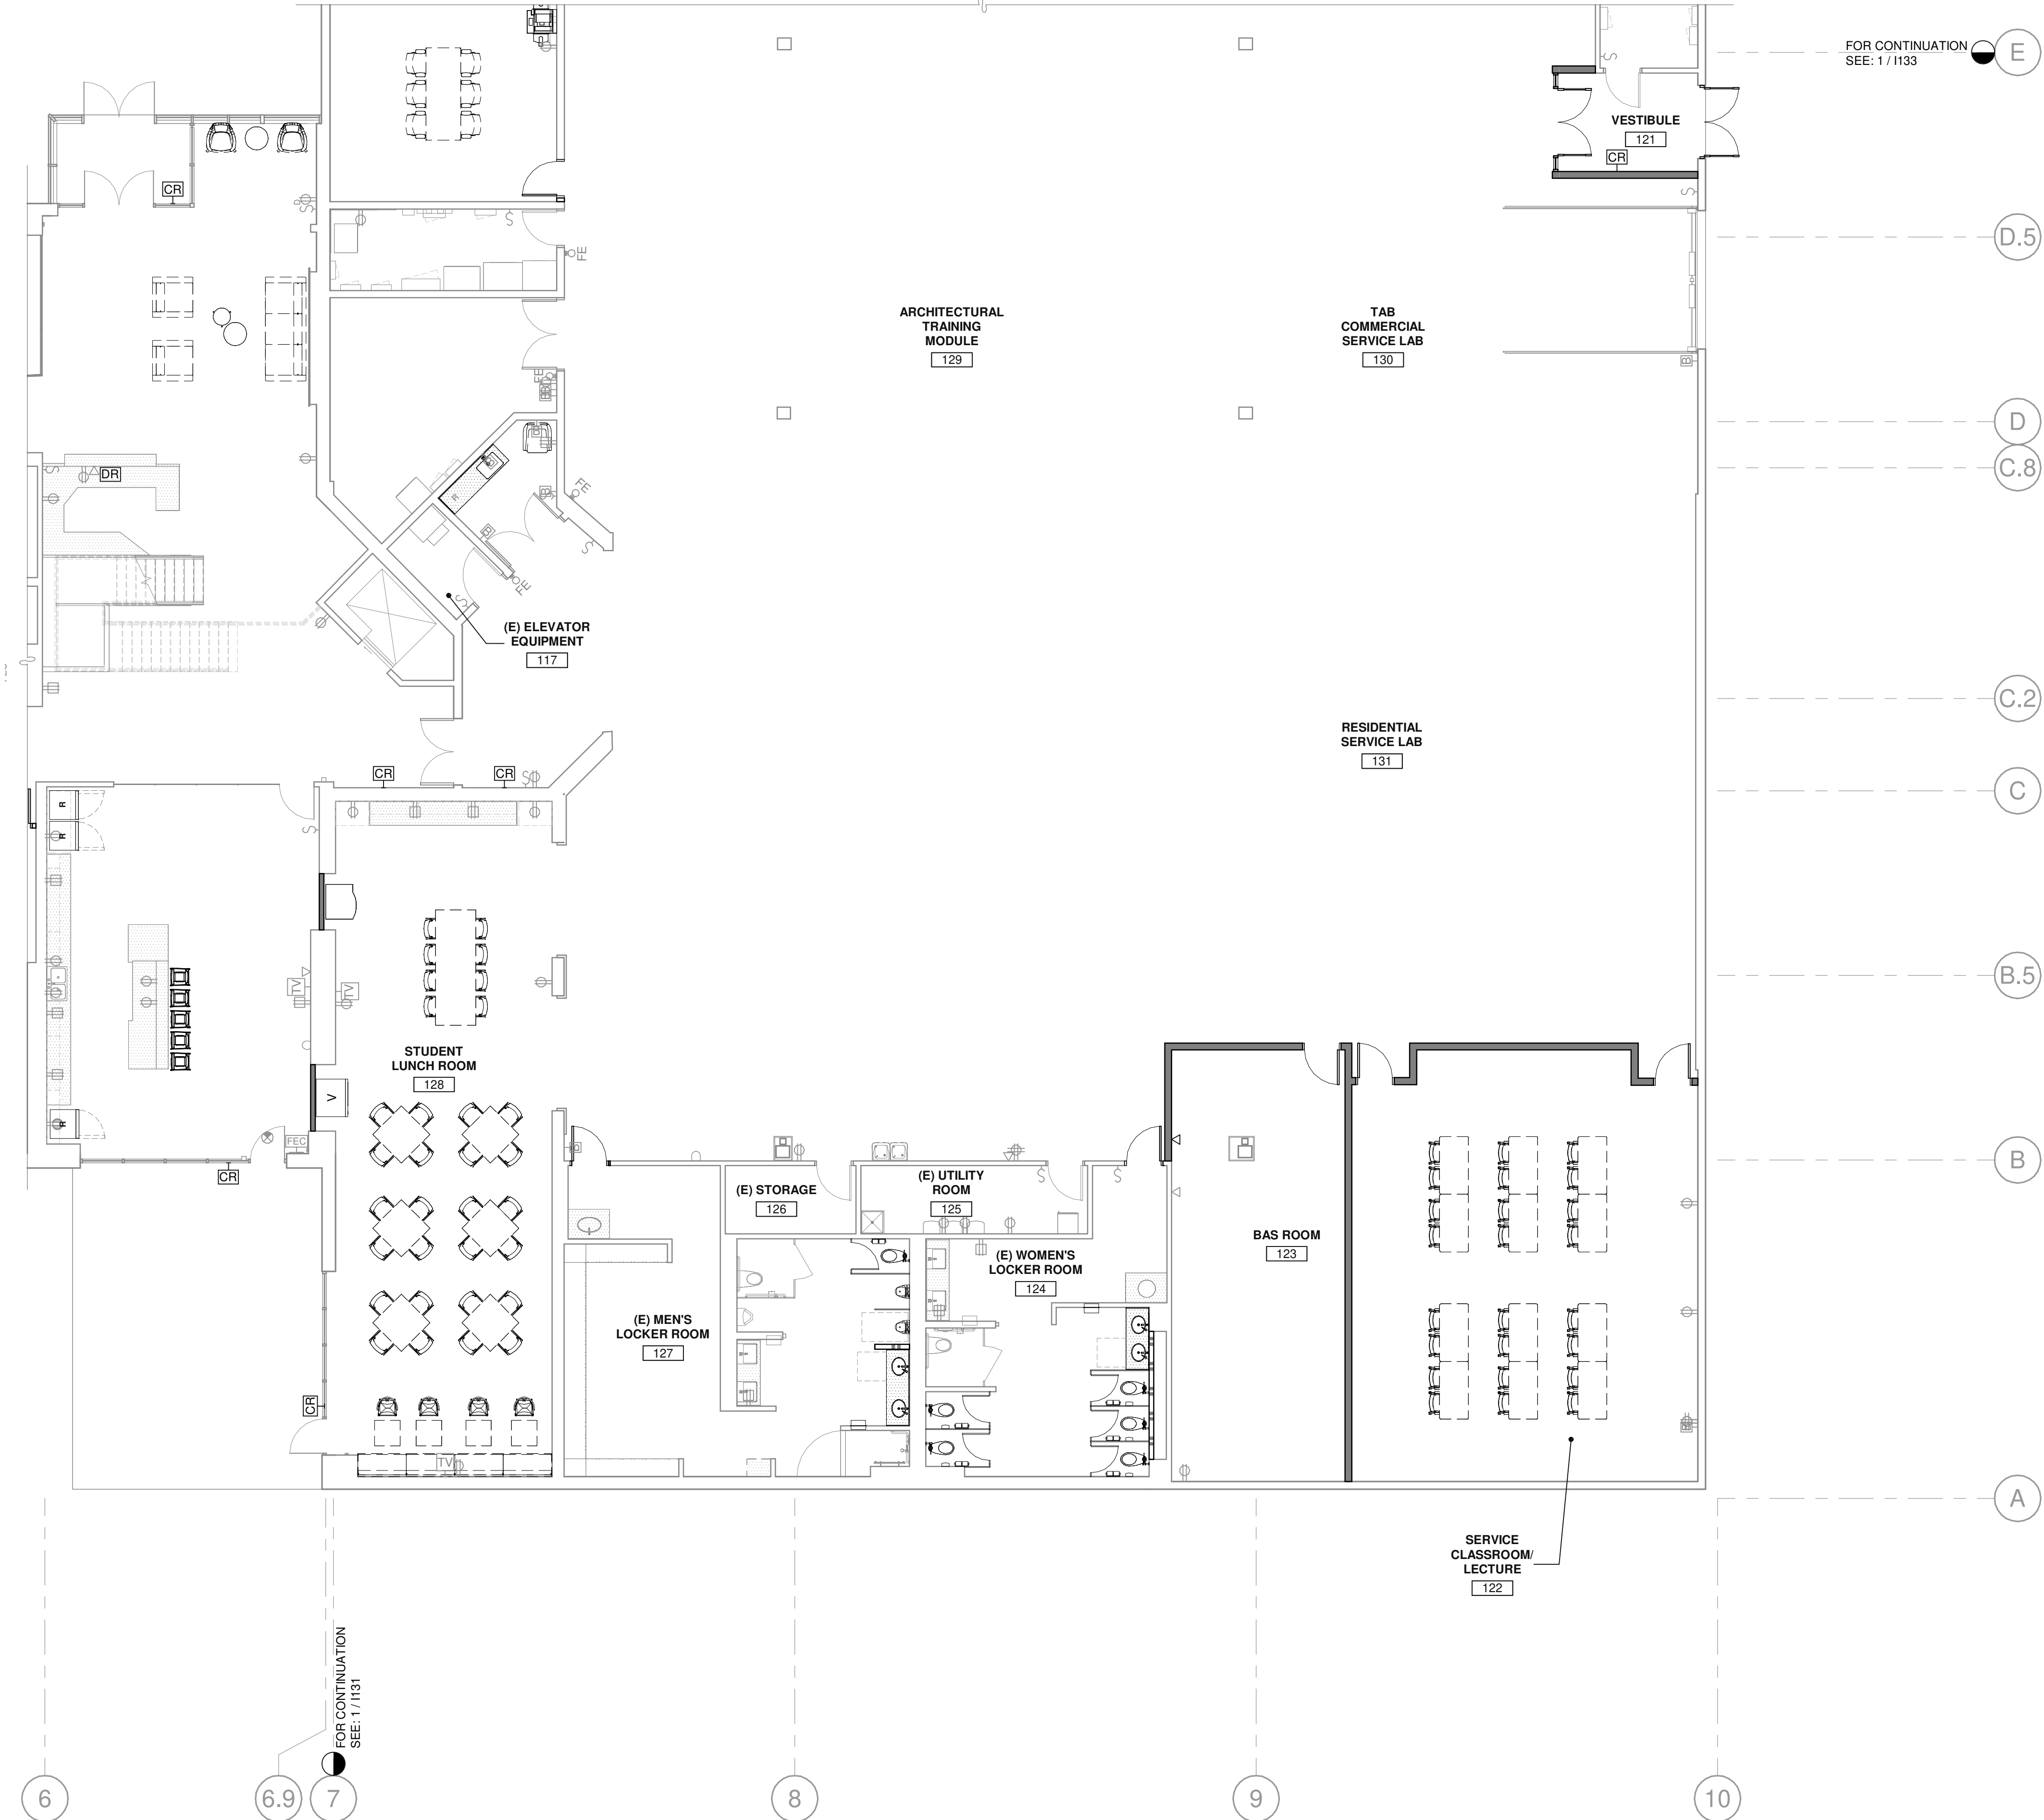 FOR CONTINUATION
SEE: 1 / I133
E
S
VESTIBULE
121
CR
CR
S
S
S
S
FE
D.5
ARCHITECTURAL
TRAINING
MODULE
129
TAB
COMMERCIAL
SERVICE LAB
130
B
FE
D
S
DR
C.8
R
B
FE
B
S
FE
S
(E) ELEVATOR
EQUIPMENT
117
C.2
RESIDENTIAL
SERVICE LAB
131
CR
CR
S
C
R
R
S
TV
TV
B.5
STUDENT
LUNCH ROOM
128
V
R
FEC
CR
B
(E) STORAGE
126
(E) UTILITY
ROOM
125
S
S
B
BAS ROOM
123
(E) WOMEN'S
LOCKER ROOM
124
(E) MEN'S
LOCKER ROOM
127
CR
TV
A
SERVICE
CLASSROOM/
LECTURE
122
FOR CONTINUATION
SEE: 1 / I131
6
6.9
7
8
9
10